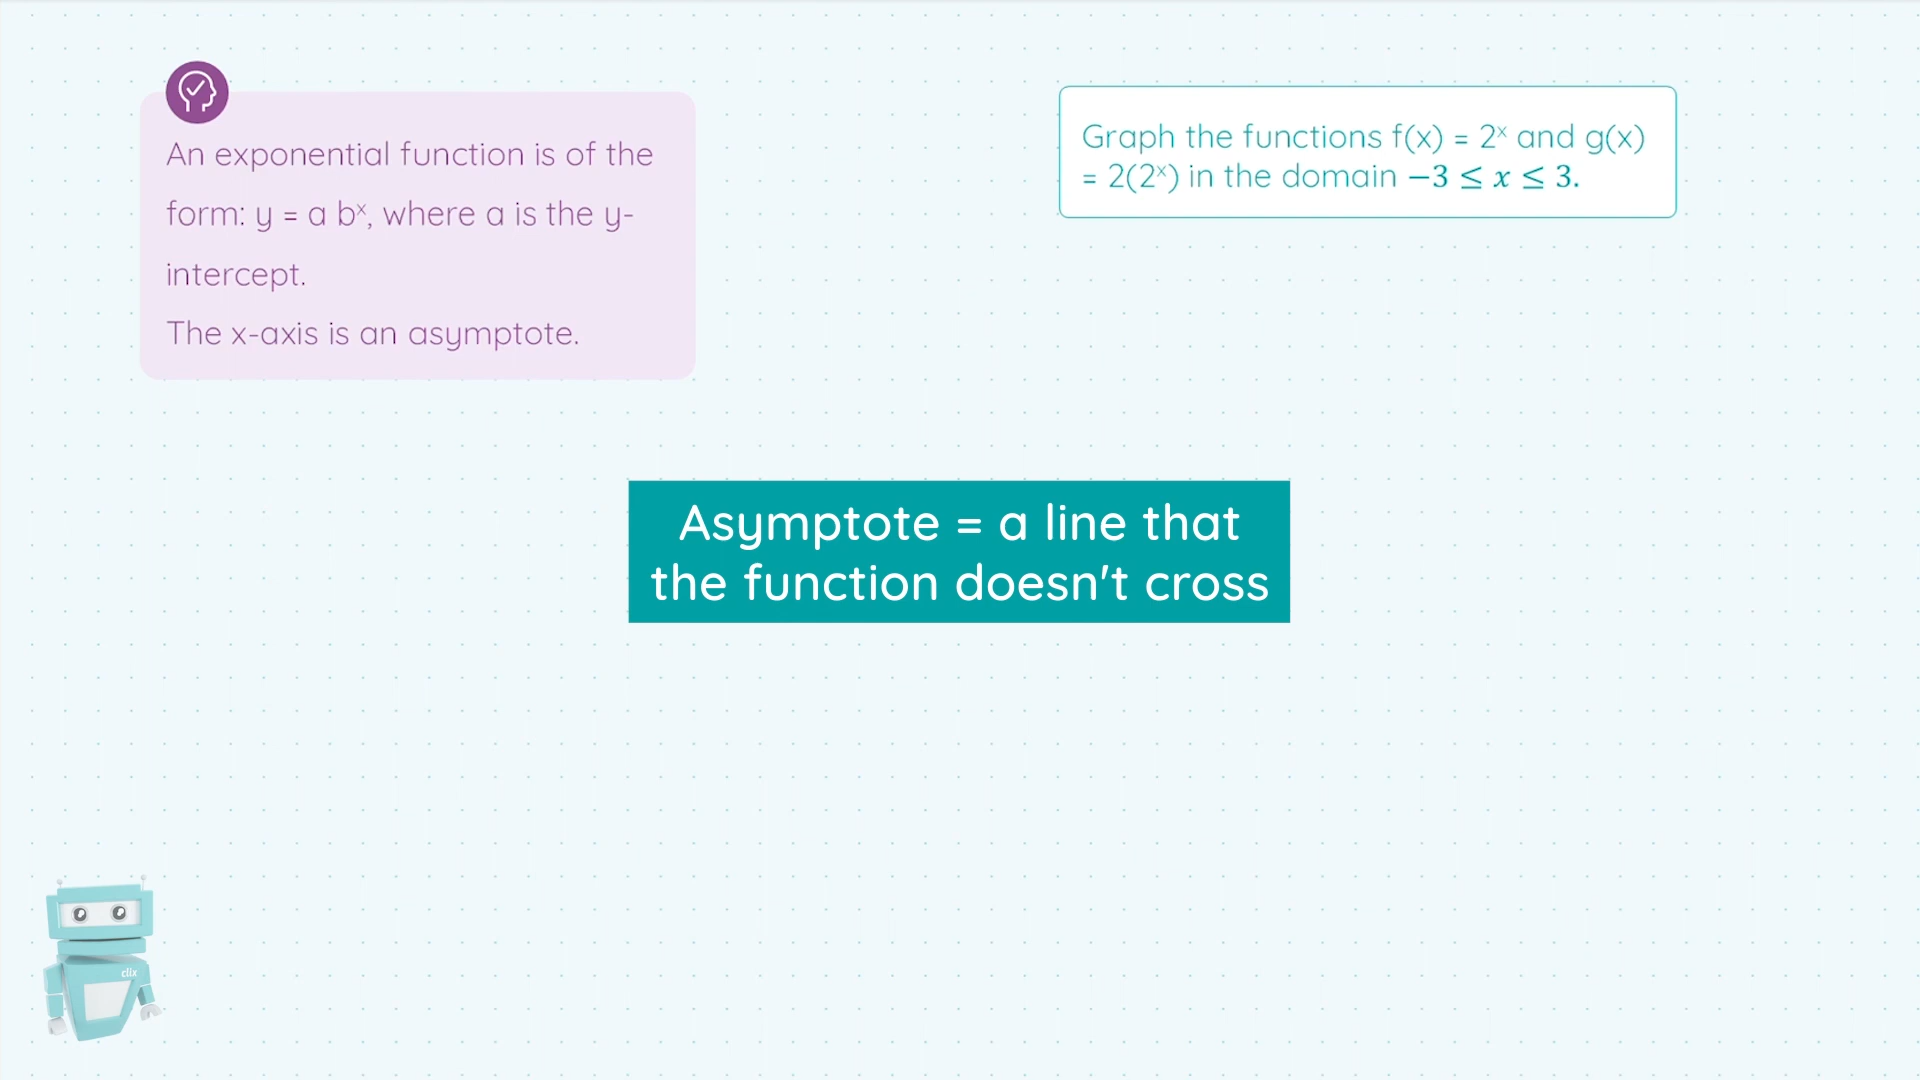 An exponential function is of the
form: y = a bˣ, where a is the y-
intercept.
The x-axis is an asymptote.
Graph the functions f(x) = 2ˣ and g(x)
= 2(2ˣ) in the domain −3 ≤ x ≤ 3.
Asymptote = a line that
the function doesn't cross
clix